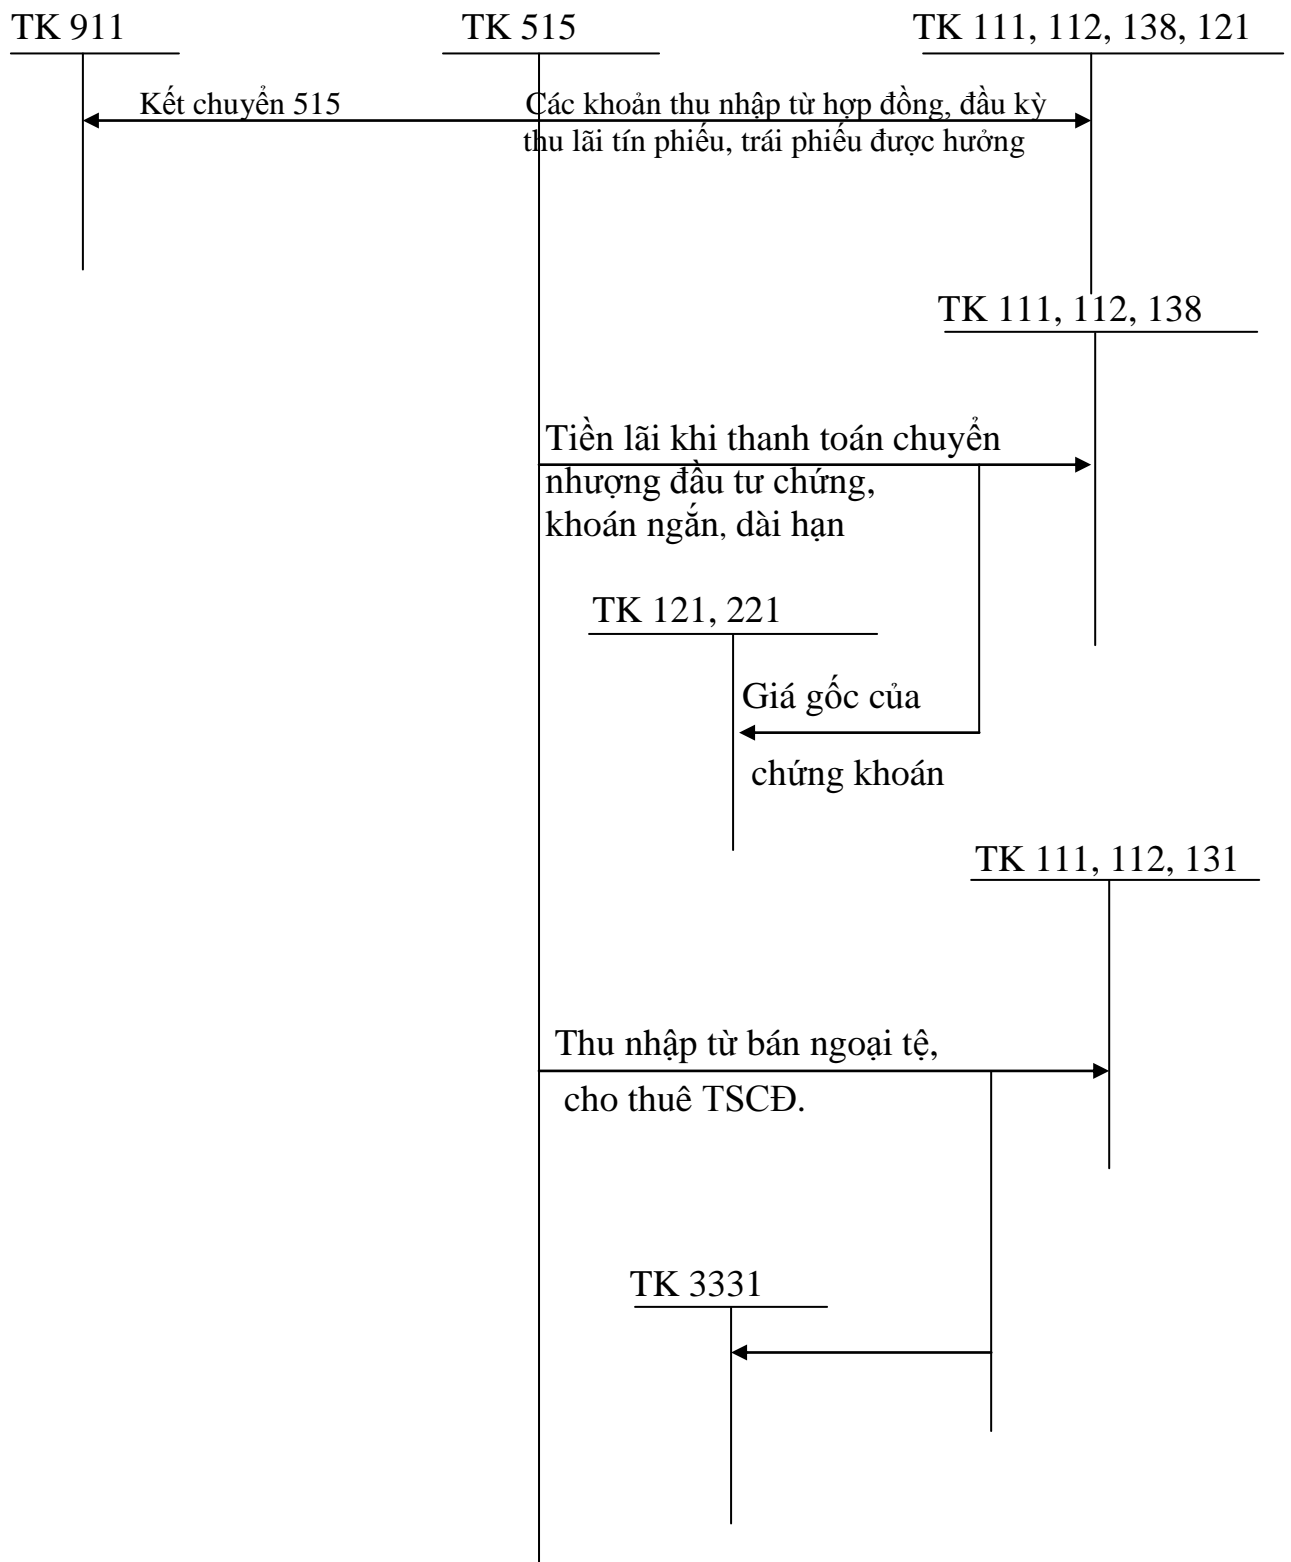 TK 911
TK 515
TK 111, 112, 138, 121
Kết chuyển 515
Các khoản thu nhập từ hợp đồng, đầu kỳ
thu lãi tín phiếu, trái phiếu được hưởng
TK 111, 112, 138
Tiền lãi khi thanh toán chuyển
nhượng đầu tư chứng,
khoán ngắn, dài hạn
TK 121, 221
Giá gốc của
chứng khoán
TK 111, 112, 131
Thu nhập từ bán ngoại tệ,
cho thuê TSCĐ.
TK 3331